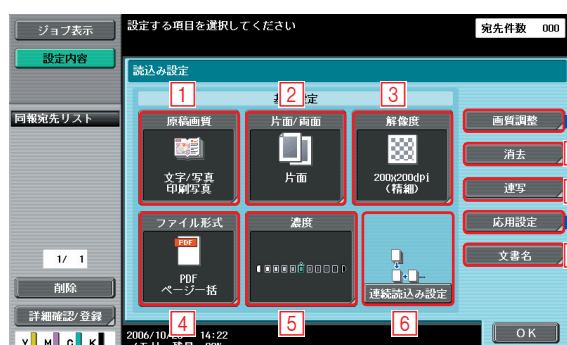 ジョブ表示
設定する項目を選択してください
宛先件数 000
設定内容
読込み設定
1
2
3
定
同報宛先リスト
原稿画質
片面/両面
解像度
画質調整
文字/写真
印刷写真
片面
200x200dpi
(精細)
消去
連写
ファイル形式
濃度
応用設定
PDF
文書名
1/ 1
PDF
ページ一括
連続読込み設定
削除
4
5
6
詳細確認/登録
2006/10/
14:22
OK
Y M C K